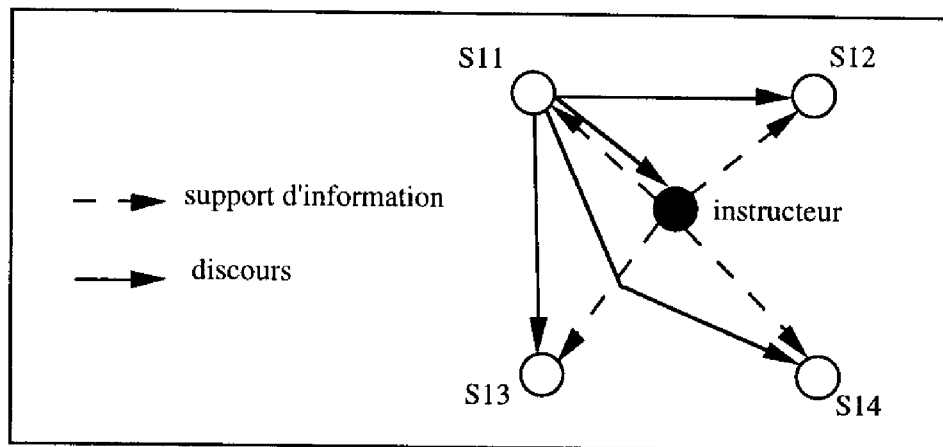 S11
S12
support d'information
instructeur
discours
S13
S14